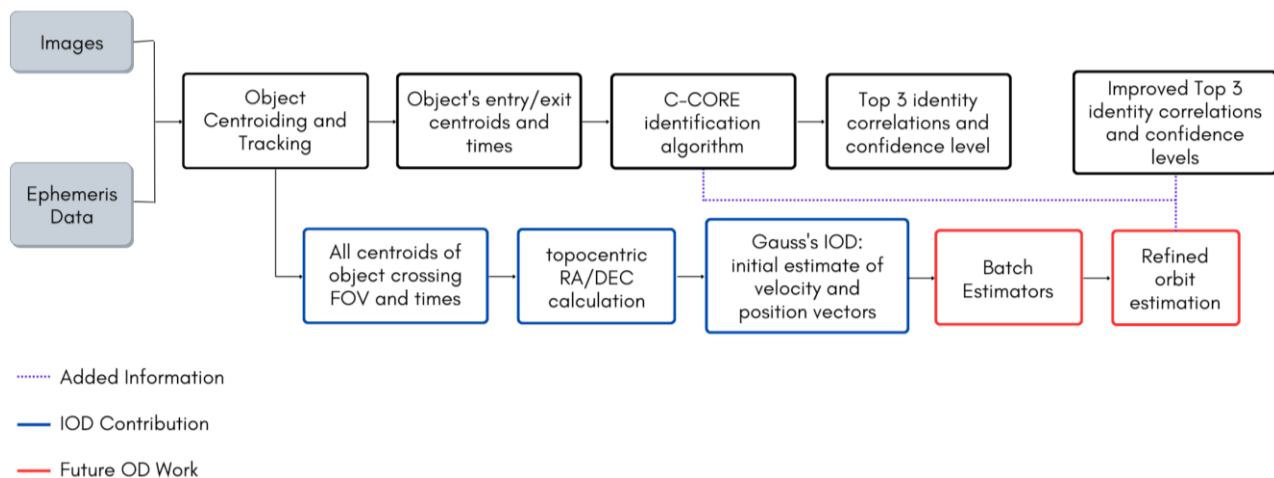 Images
Ephemeris
Data
Object
Centroiding and
Tracking
Object's entry/exit
centroids and
times
C-CORE
identification
algorithm
Top 3 identity
correlations and
confidence level
Improved Top 3
identity correlations
and confidence
levels
All centroids of
object crossing
FOV and times
topocentric
RA/DEC
calculation
Gauss's IOD:
initial estimate of
velocity and
position vectors
Batch
Estimators
Refined
orbit
estimation
Added Information
IOD Contribution
Future OD Work